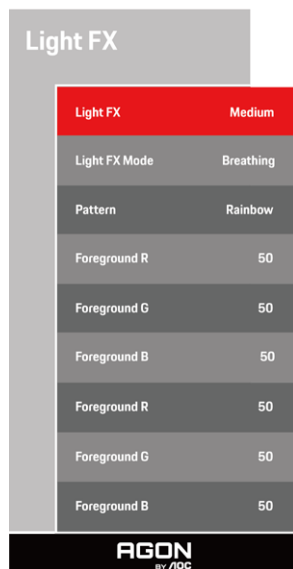 Light FX
Light FX Medium
Light FX Mode Breathing
Pattern Rainbow
Foreground R 50
Foreground G 50
Foreground B 50
Foreground R 50
Foreground G 50
Foreground B 50
AGON
BY AOC